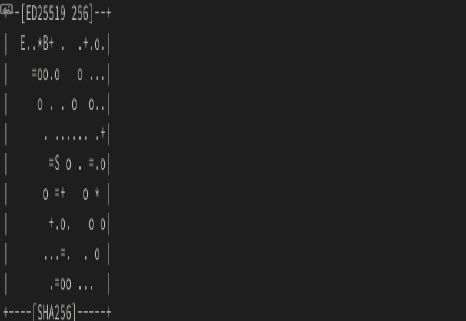 +--[ED25519 256]--+
|  E..*B+ .  .+.o.|
|    =oo.o   o ...|
|     o . . o  o..|
|      . ...... .+|
|       =S o . =.o|
|      o =+   o * |
|       +.o.   o o|
|      ...=.  . o |
|       .=oo ...  |
+----[SHA256]-----+